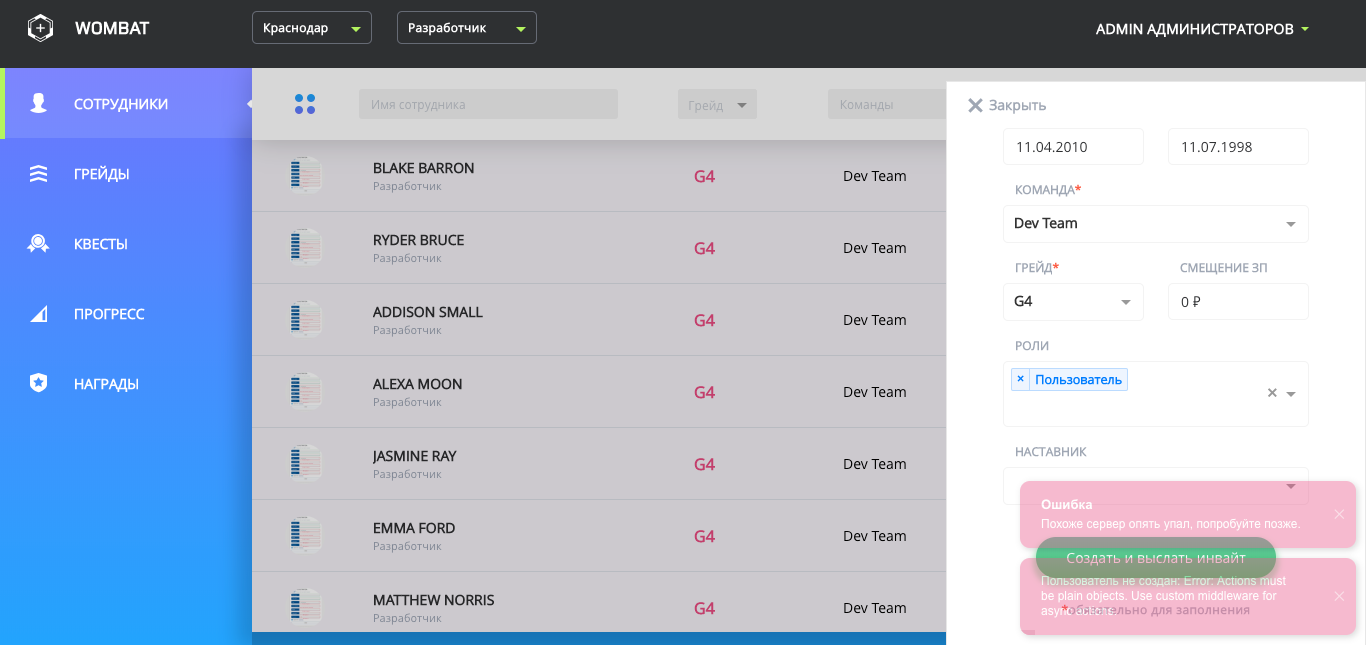 WOMBAT
Краснодар
Разработчик
ADMIN АДМИНИСТРАТОРОВ
СОТРУДНИКИ
ГРЕЙДЫ
КВЕСТЫ
ПРОГРЕСС
НАГРАДЫ
Имя сотрудника
Грейд
Команды
BLAKE BARRON
Разработчик
G4
Dev Team
RYDER BRUCE
Разработчик
G4
Dev Team
ADDISON SMALL
Разработчик
G4
Dev Team
ALEXA MOON
Разработчик
G4
Dev Team
JASMINE RAY
Разработчик
G4
Dev Team
EMMA FORD
Разработчик
G4
Dev Team
MATTHEW NORRIS
Разработчик
G4
Dev Team
Закрыть
11.04.2010
11.07.1998
КОМАНДА*
Dev Team
ГРЕЙД*
СМЕЩЕНИЕ ЗП
G4
0 ₽
РОЛИ
× Пользователь
НАСТАВНИК
Ошибка
Похоже сервер опять упал, попробуйте позже.
Создать и выслать инвайт
Пользователь не создан: Error: Actions must
be plain objects. Use custom middleware for
async
*обязательно для заполнения